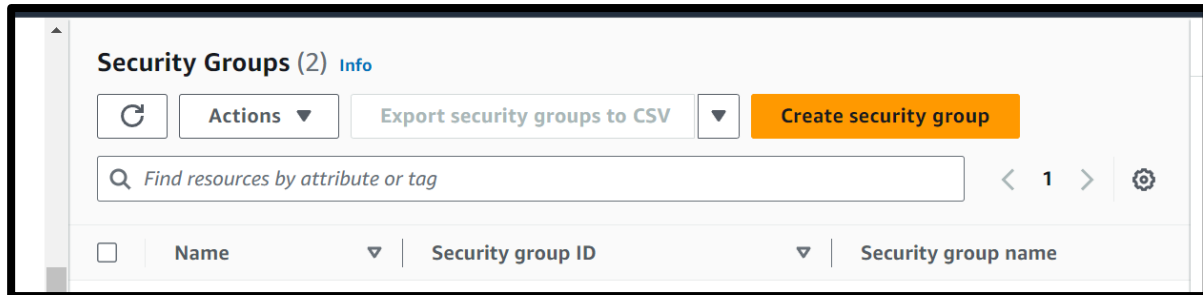 Security Groups (2) Info
Actions Export security groups to CSV Create security group
Find resources by attribute or tag 1
Name Security group ID Security group name